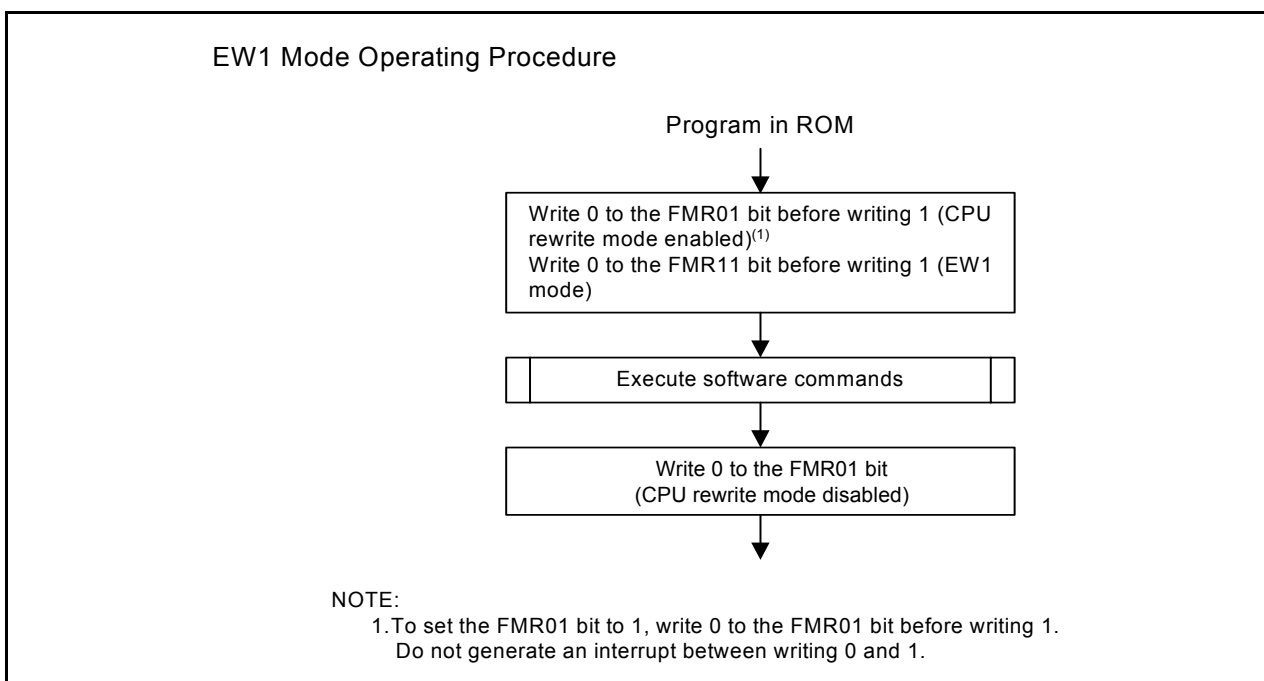 EW1 Mode Operating Procedure
Program in ROM
Write 0 to the FMR01 bit before writing 1 (CPU
rewrite mode enabled)(1)
Write 0 to the FMR11 bit before writing 1 (EW1
mode)
Execute software commands
Write 0 to the FMR01 bit
(CPU rewrite mode disabled)
NOTE:
1.To set the FMR01 bit to 1, write 0 to the FMR01 bit before writing 1.
Do not generate an interrupt between writing 0 and 1.